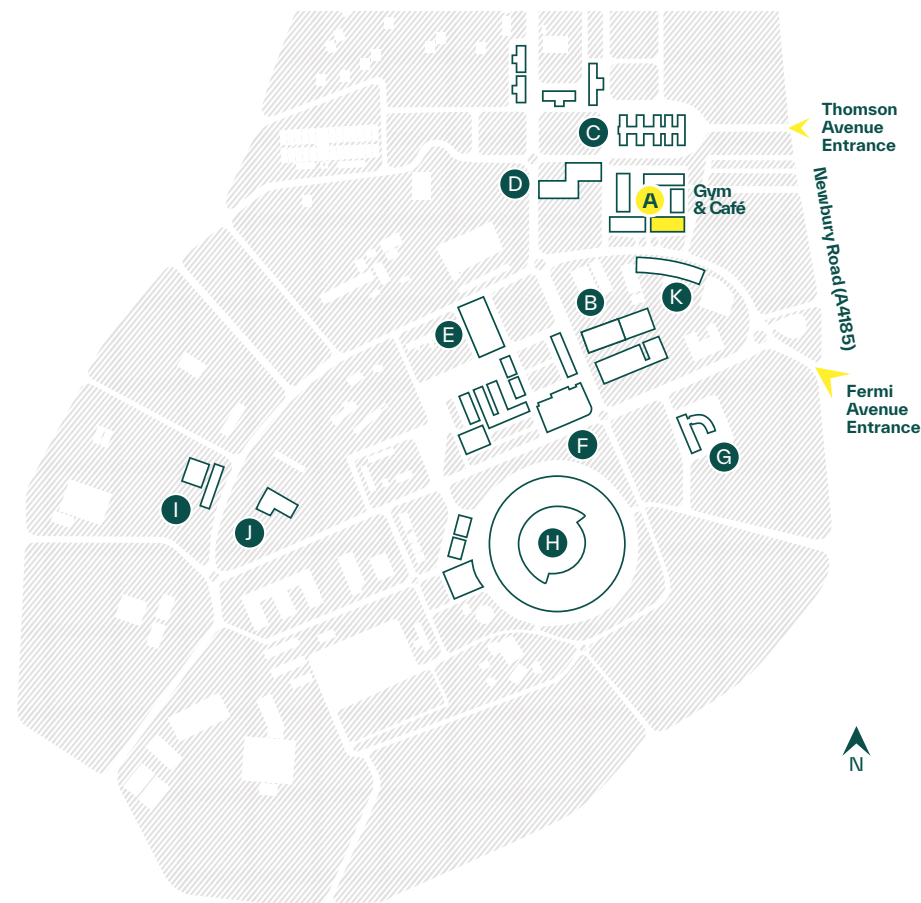 Thomson
Avenue
Entrance
C
D
A
Gym
& Café
Newbury Road (A4185)
K
B
E
Fermi
Avenue
Entrance
F
G
I
J
H
N